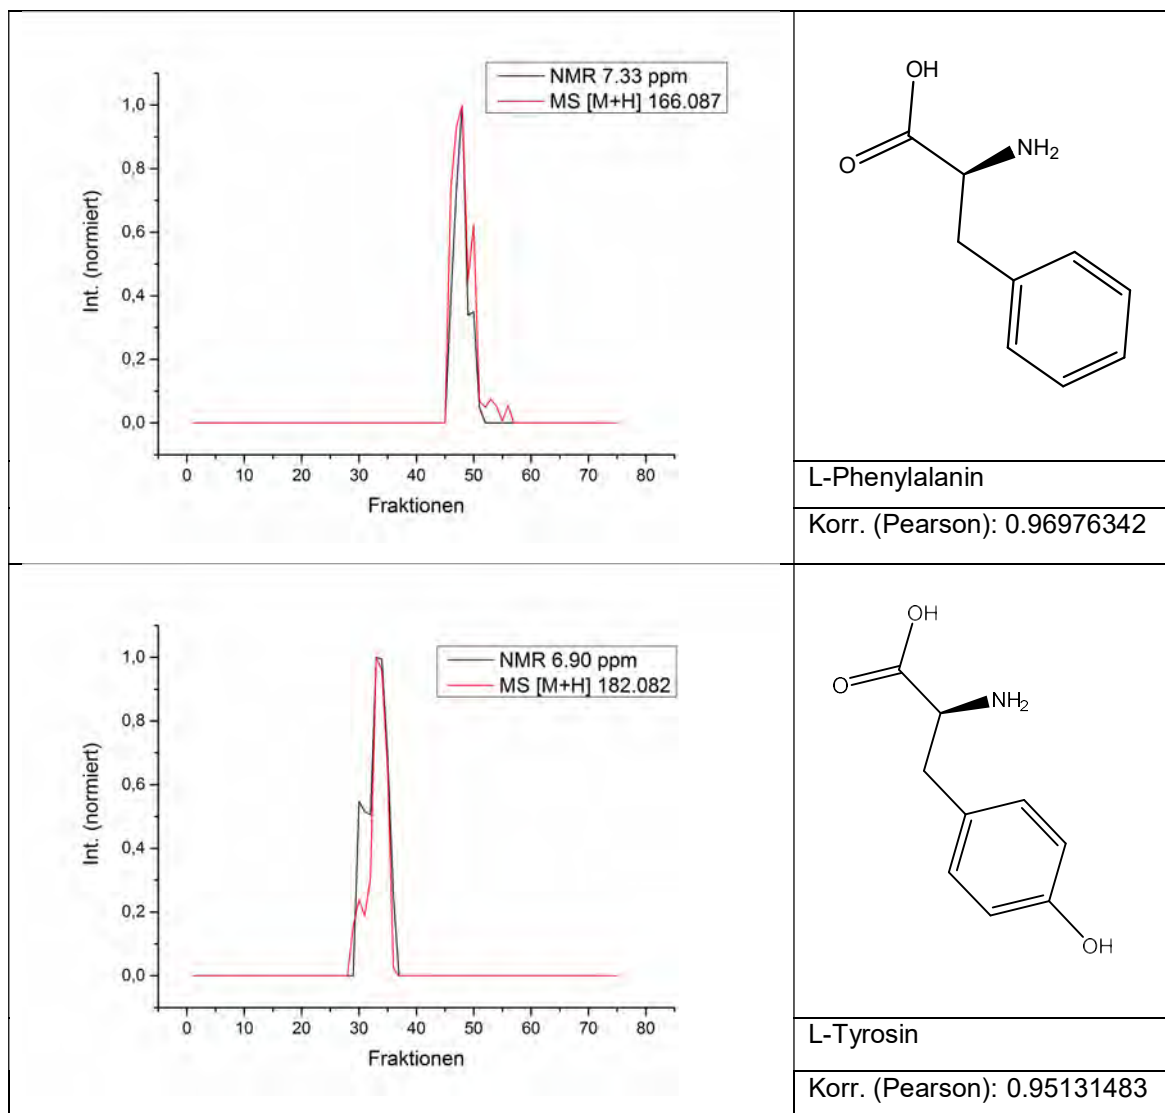 NMR 7.33 ppm
MS [M+H] 166.087
1,0
0,8
0,6
0,4
0,2
0,0
Int. (normiert)
0 10 20 30 40 50 60 70 80
Fraktionen
OH
O
NH2
L-Phenylalanin
Korr. (Pearson): 0.96976342
NMR 6.90 ppm
MS [M+H] 182.082
1,0
0,8
0,6
0,4
0,2
0,0
Int. (normiert)
0 10 20 30 40 50 60 70 80
Fraktionen
OH
O
NH2
OH
L-Tyrosin
Korr. (Pearson): 0.95131483